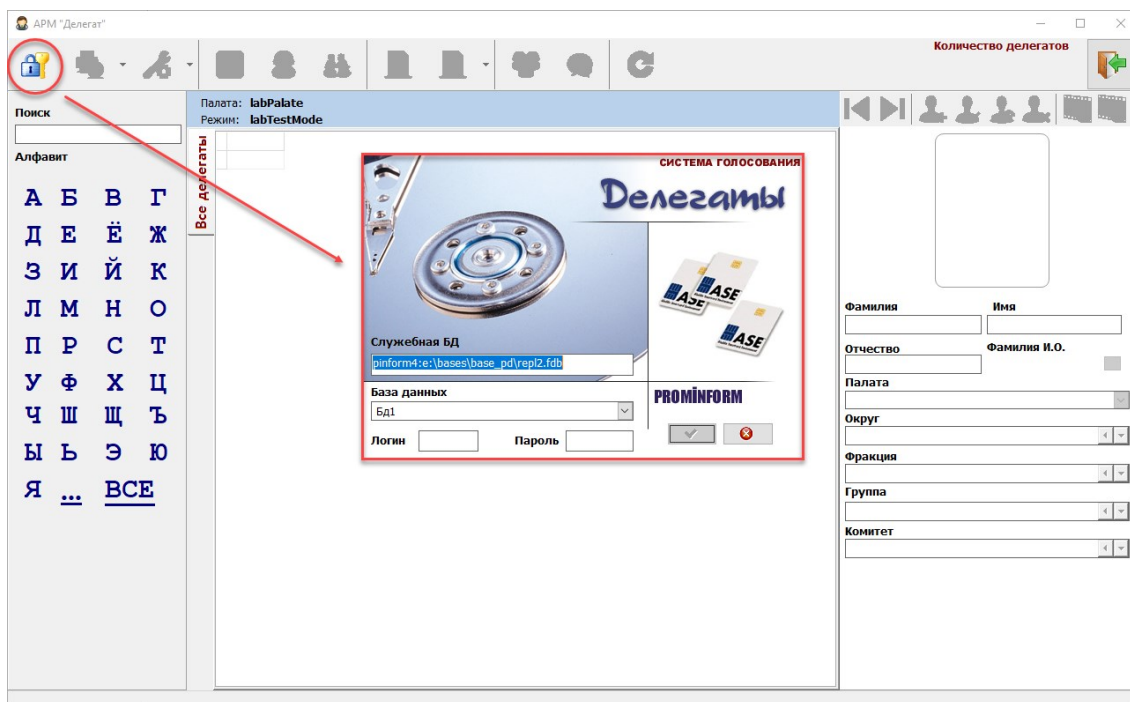 АРМ "Делегат"
Количество делегатов
Поиск
Алфавит
А Б В Г
Д Е Ё Ж
З И Й К
Л М Н О
П Р С Т
У Ф Х Ц
Ч Ш Щ Ъ
Ы Ь Э Ю
Я ... ВСЕ
Палата: labPalate
Режим: labTestMode
Все делегаты
СИСТЕМА ГОЛОСОВАНИЯ
Делегаты
ASE
ASE
ASE
Служебная БД
pinform4:e:\bases\base_pd\repl2.fdb
База данных
Бд1
Логин
Пароль
PROMINFORM
Фамилия
Имя
Отчество
Фамилия И.О.
Палата
Округ
Фракция
Группа
Комитет